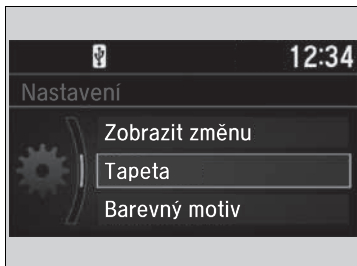 12:34
Nastavení
Zobrazit změnu
Tapeta
Barevný motiv